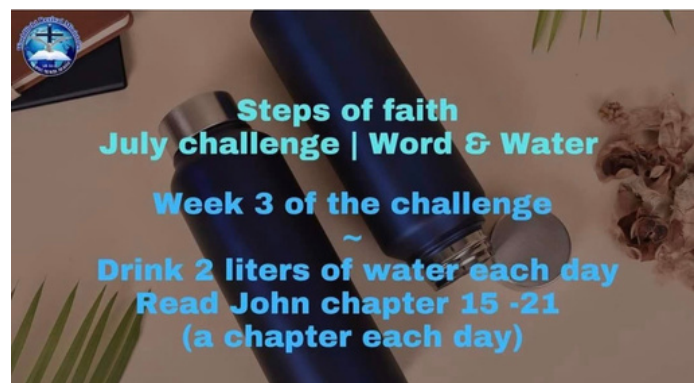 Steps of faith
July challenge | Word & Water
Week 3 of the challenge
~
Drink 2 liters of water each day
Read John chapter 15 -21
(a chapter each day)